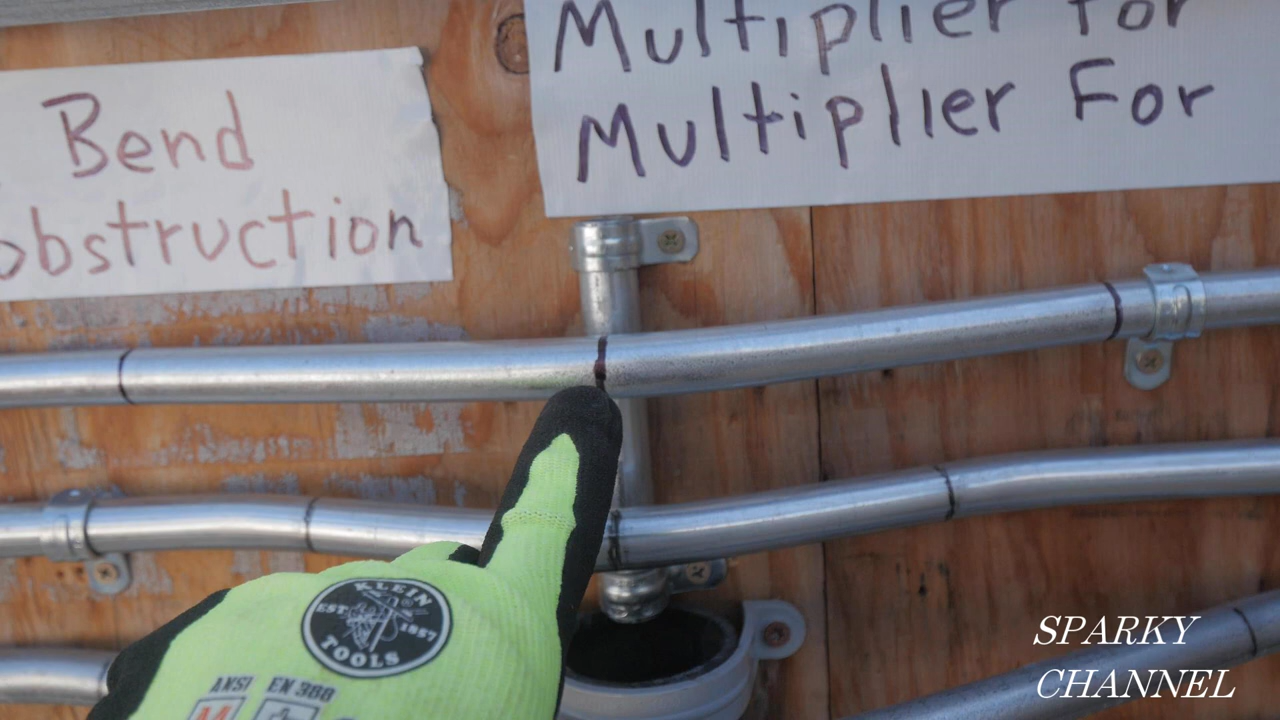 Multiplier for
Multiplier For
Bend
obstruction
KLEIN
EST. 1857
TOOLS
ANSI EN 388
SPARKY
CHANNEL